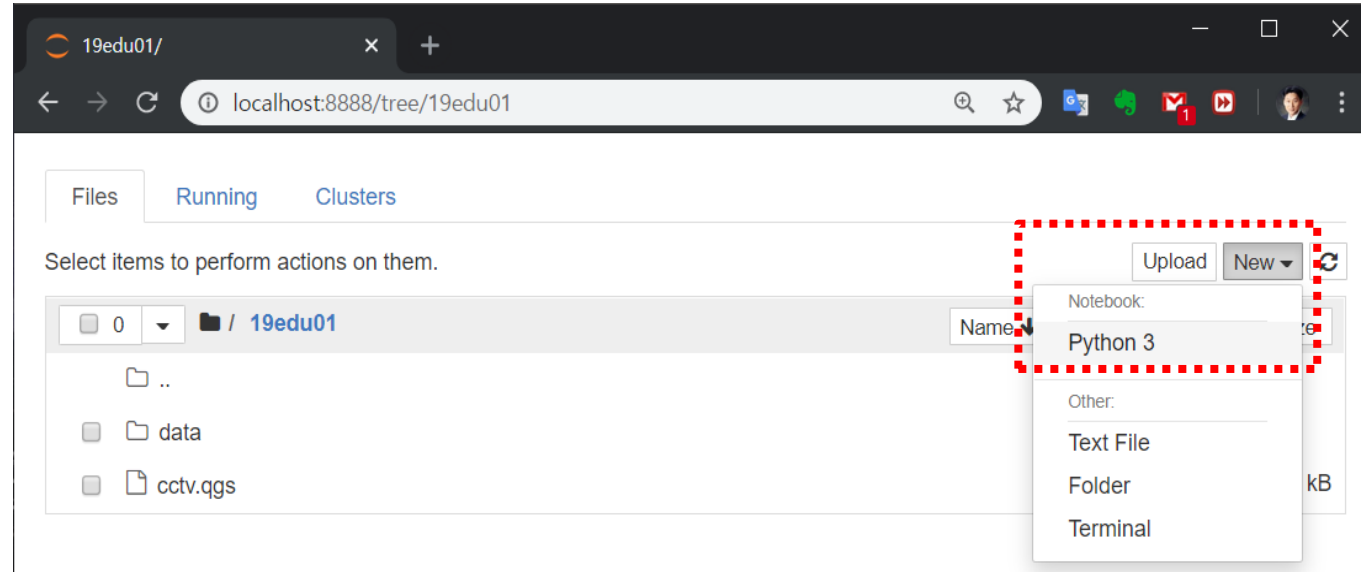 19edu01/
localhost:8888/tree/19edu01
1
Files Running Clusters
Select items to perform actions on them.
Upload New
0 / 19edu01
Name
Notebook:
Python 3
..
data
cctv.qgs
kB
Other:
Text File
Folder
Terminal